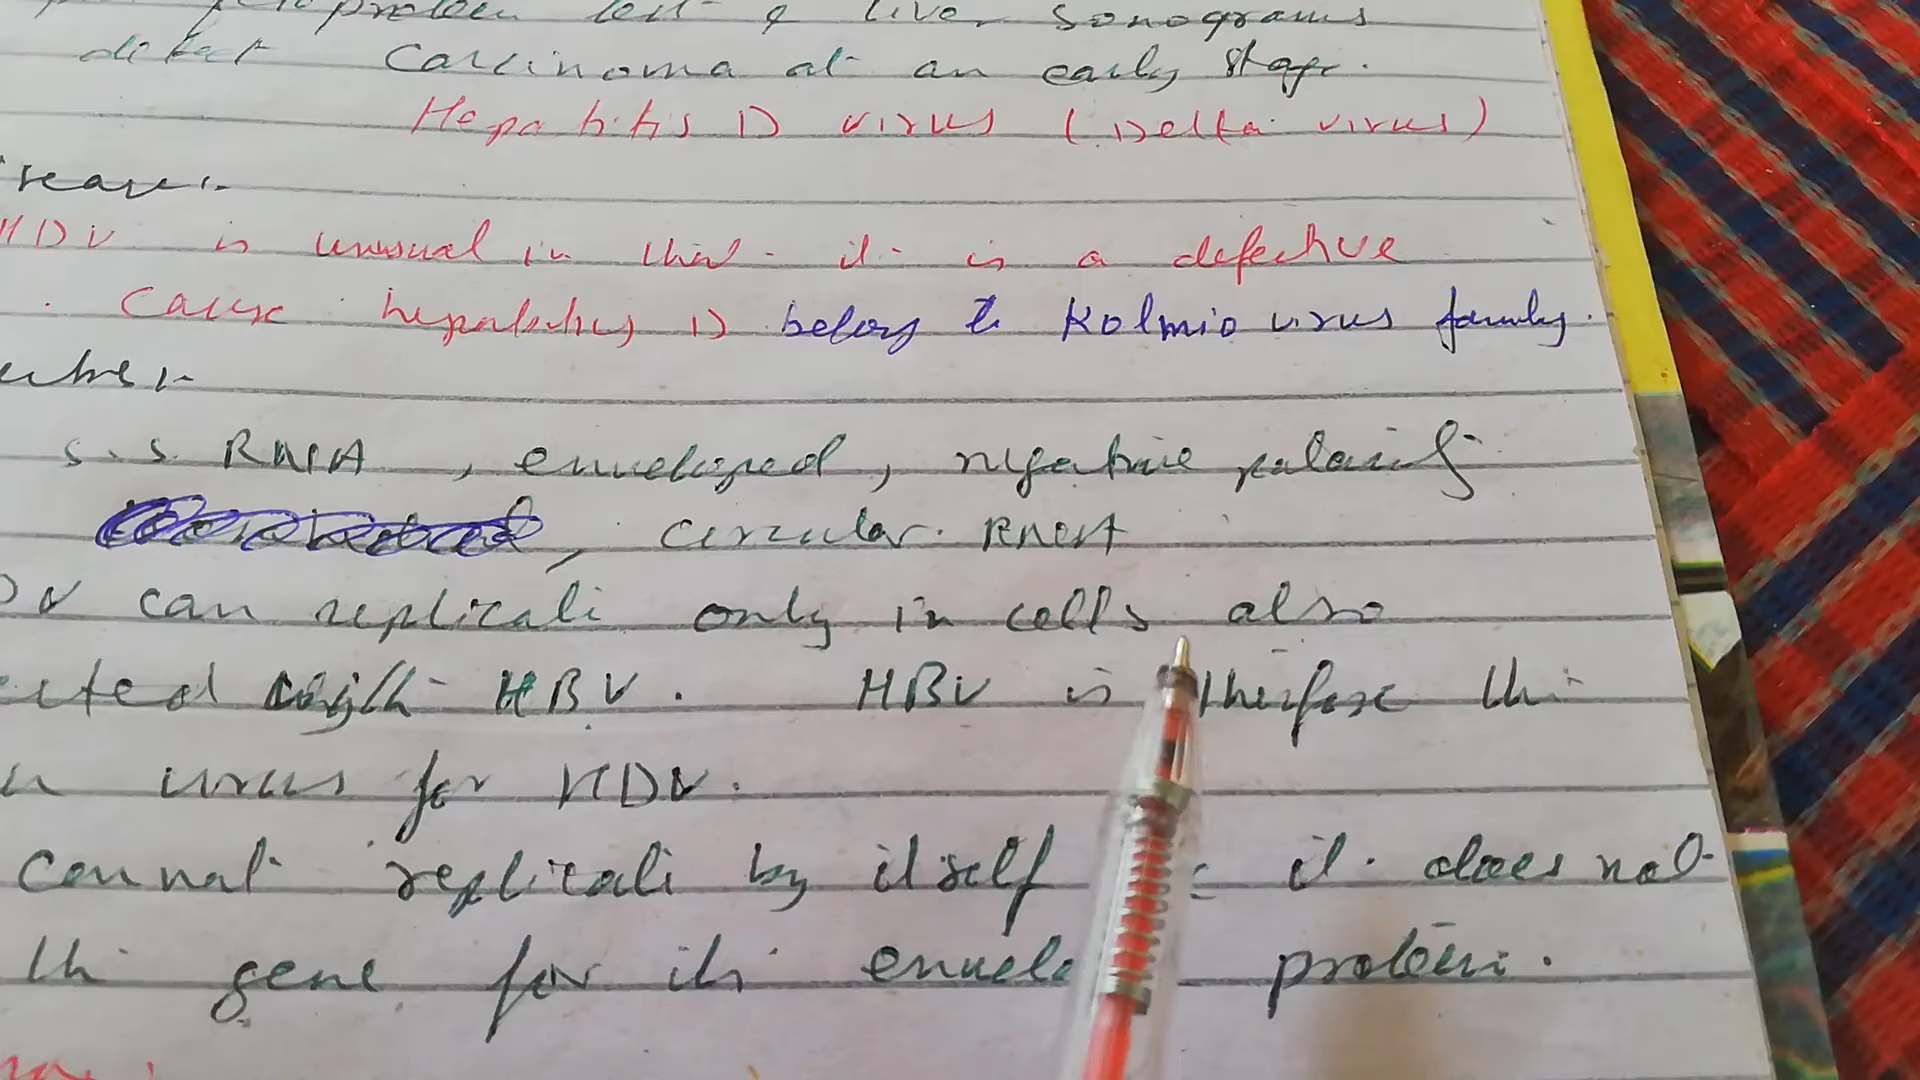 protein test & liver sonograms
detect carcinoma at an early stage.
Hepatitis D virus (Delta virus)
HDV is unusual in that it is a defective
. Cause hepatitis D belong to Kolmio virus family.
s.s. RNA, enveloped, negative polarity
, circular. RNA
can replicate only in cells also
with HBV. HBV is therefore the
virus for HDV.
cannot replicate by itself it does not
the gene for its protein.